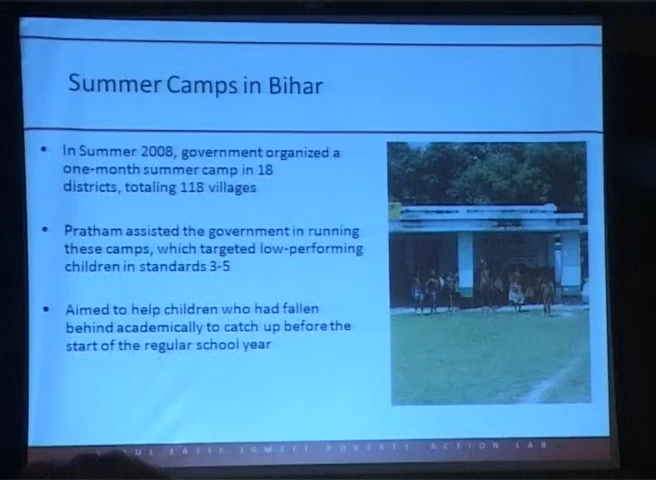 Summer Camps in Bihar
• In Summer 2008, government organized a
one-month summer camp in 18
districts, totaling 118 villages
• Pratham assisted the government in running
these camps, which targeted low-performing
children in standards 3-5
• Aimed to help children who had fallen
behind academically to catch up before the
start of the regular school year
UL LATIF JAMEEL POVERTY ACTION LAB